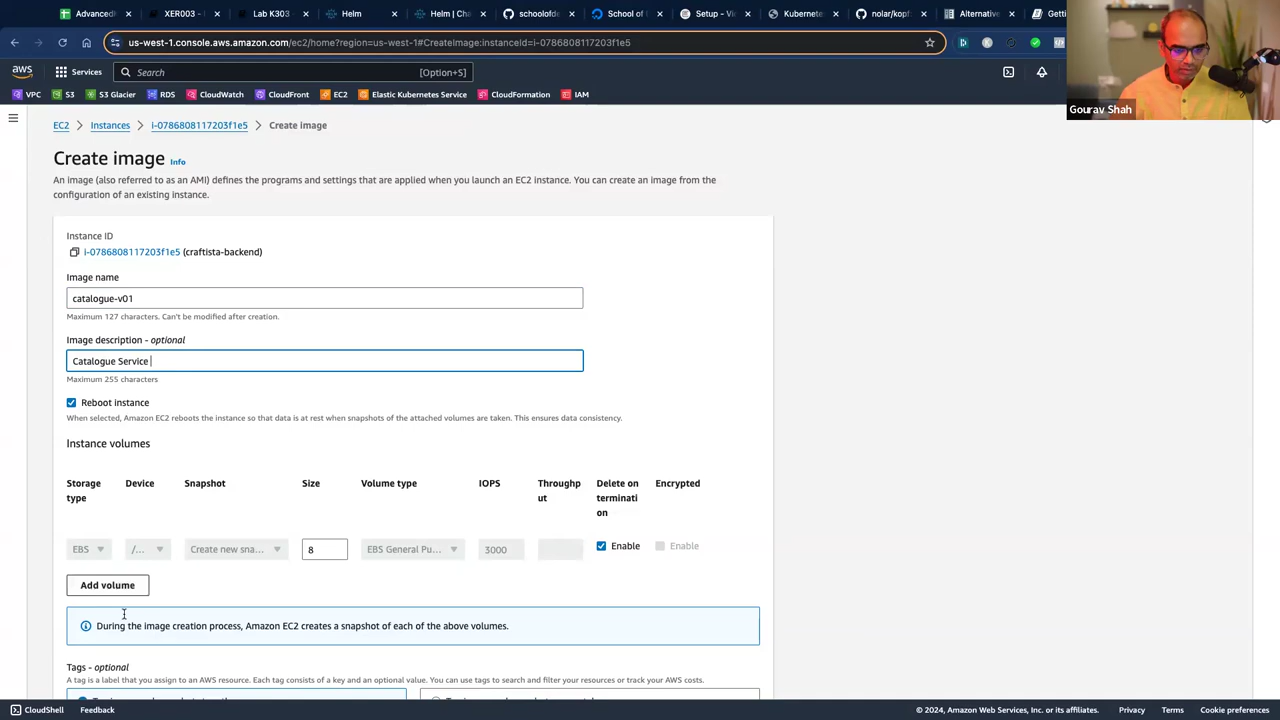 Advanced
XER003 -
Lab K303
Helm
Helm | Cha
schoolofde
School of
Setup - Vi
Kubernete
nolar/kopf
Alternative
Getti
us-west-1.console.aws.amazon.com/ec2/home?region=us-west-1#CreateImage:instanceId=i-0786808117203f1e5
aws
Services
Search
[Option+S]
VPC
S3
S3 Glacier
RDS
CloudWatch
CloudFront
EC2
Elastic Kubernetes Service
CloudFormation
IAM
Gourav Shah
EC2
Instances
i-0786808117203f1e5
Create image
Create image
Info
An image (also referred to as an AMI) defines the programs and settings that are applied when you launch an EC2 instance. You can create an image from the
configuration of an existing instance.
Instance ID
i-0786808117203f1e5 (craftista-backend)
Image name
catalogue-v01
Maximum 127 characters. Can't be modified after creation.
Image description - optional
Catalogue Service
Maximum 255 characters
Reboot instance
When selected, Amazon EC2 reboots the instance so that data is at rest when snapshots of the attached volumes are taken. This ensures data consistency.
Instance volumes
Storage type
Device
Snapshot
Size
Volume type
IOPS
Throughput
Delete on termination
Encrypted
EBS
/...
Create new sna...
8
EBS General Pu...
3000
Enable
Enable
Add volume
During the image creation process, Amazon EC2 creates a snapshot of each of the above volumes.
Tags - optional
A tag is a label that you assign to an AWS resource. Each tag consists of a key and an optional value. You can use tags to search and filter your resources or track your AWS costs.
CloudShell
Feedback
© 2024, Amazon Web Services, Inc. or its affiliates.
Privacy
Terms
Cookie preferences